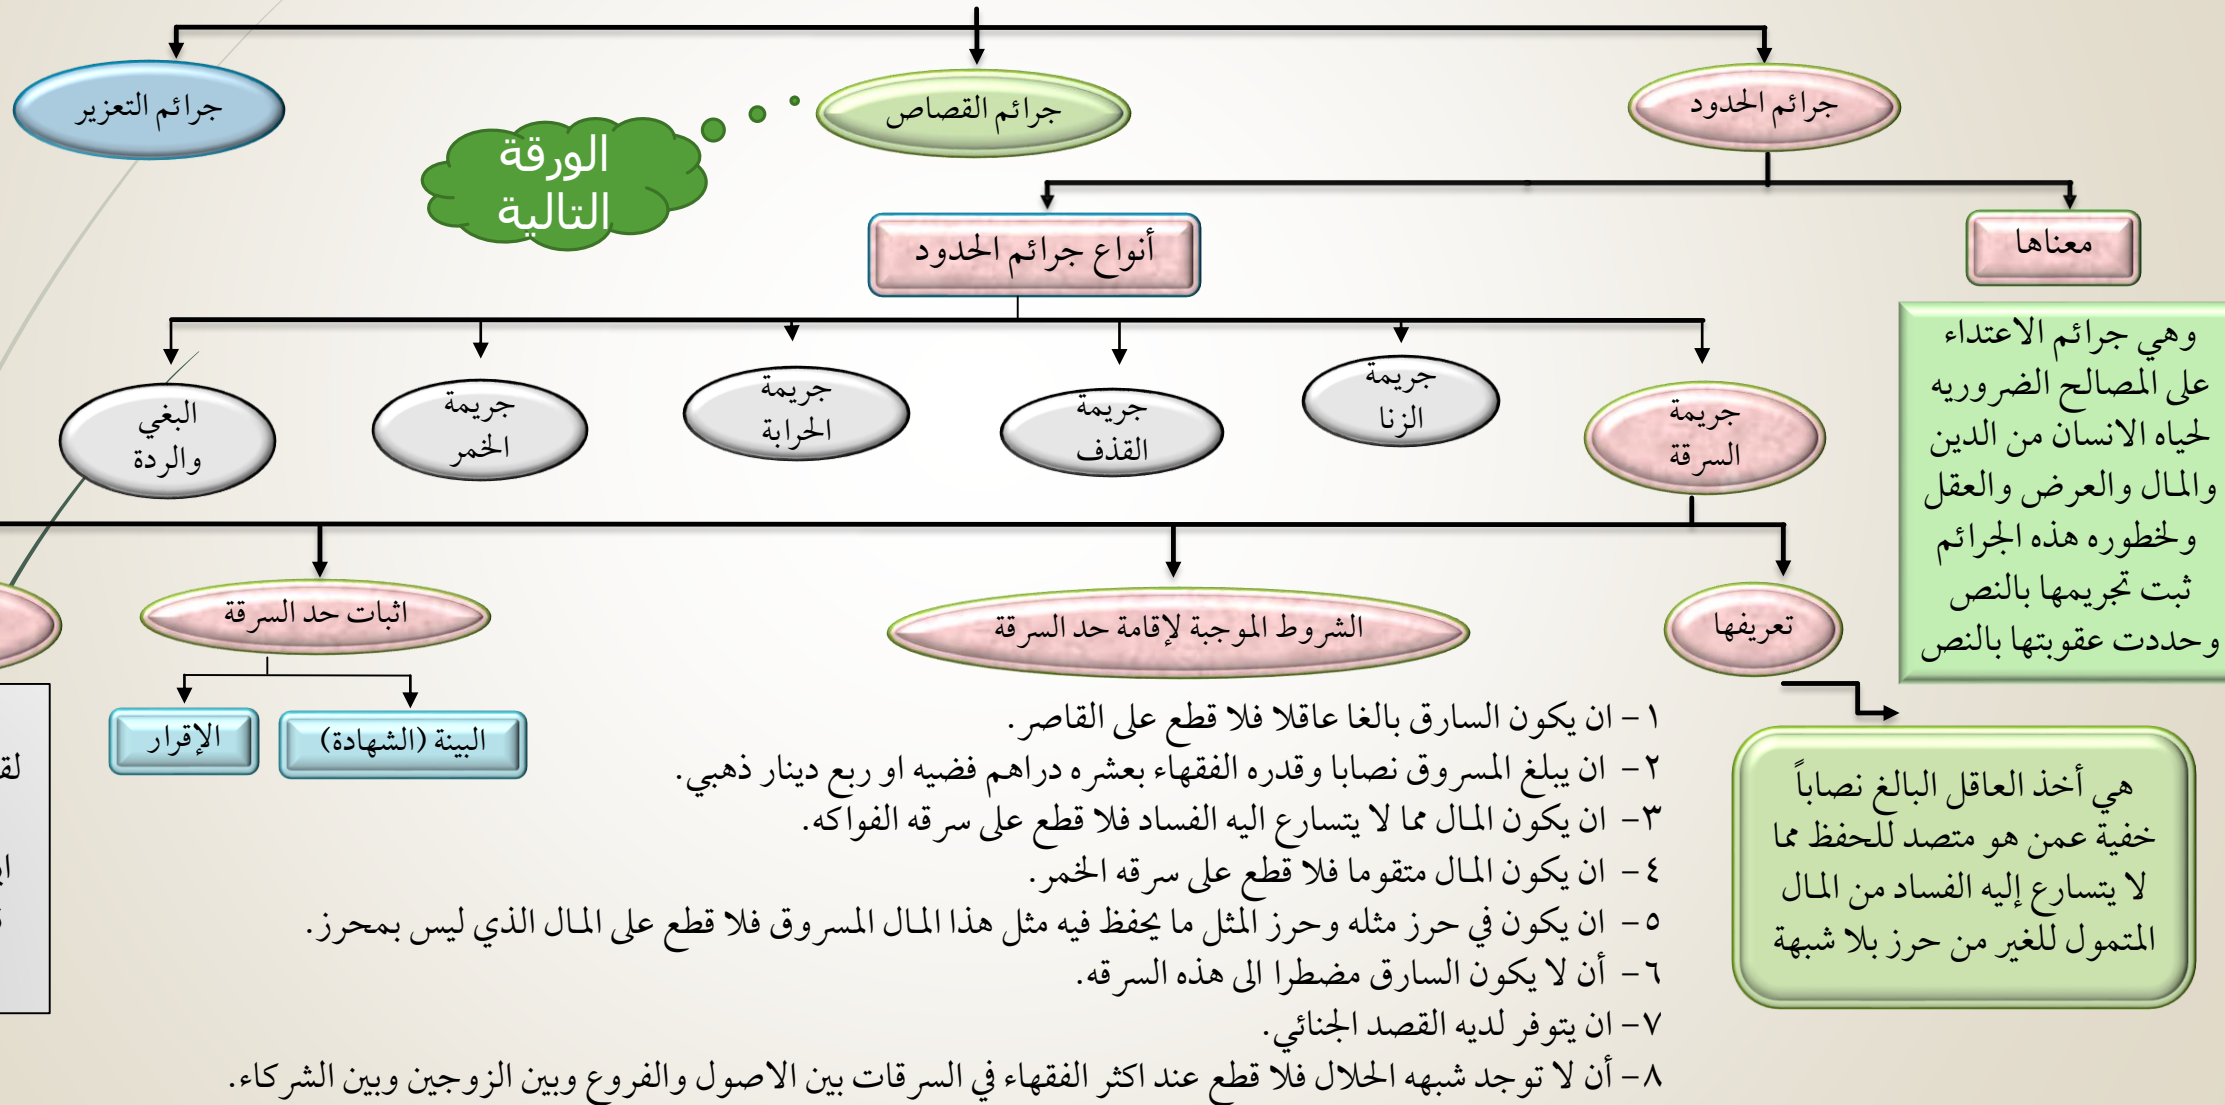 جرائم الحدود
جرائم القصاص
جرائم التعزير
الورقة
التالية
معناها
أنواع جرائم الحدود
وهي جرائم الاعتداء
على المصالح الضروريه
لحياه الانسان من الدين
والمال والعرض والعقل
ولخطوره هذه الجرائم
ثبت تجريمها بالنص
وحددت عقوبتها بالنص
جريمة
السرقة
جريمة
الزنا
جريمة
القذف
جريمة
الحرابة
جريمة
الخمر
البغي
والردة
تعريفها
الشروط الموجبة لإقامة حد السرقة
اثبات حد السرقة
هي أخذ العاقل البالغ نصاباً
خفية عمن هو متصد للحفظ مما
لا يتسارع إليه الفساد من المال
المتمول للغير من حرز بلا شبهة
١- ان يكون السارق بالغا عاقلا فلا قطع على القاصر.
٢- ان يبلغ المسروق نصابا وقدره الفقهاء بعشره دراهم فضيه او ربع دينار ذهبي.
٣- ان يكون المال مما لا يتسارع اليه الفساد فلا قطع على سرقه الفواكه.
٤- ان يكون المال متقوما فلا قطع على سرقه الخمر.
٥- ان يكون في حرز مثله وحرز المثل ما يحفظ فيه مثل هذا المال المسروق فلا قطع على المال الذي ليس بمحرز.
٦- أن لا يكون السارق مضطرا الى هذه السرقه.
٧- ان يتوفر لديه القصد الجنائي.
٨- أن لا توجد شبهه الحلال فلا قطع عند اكثر الفقهاء في السرقات بين الاصول والفروع وبين الزوجين وبين الشركاء.
البينة (الشهادة)
الإقرار